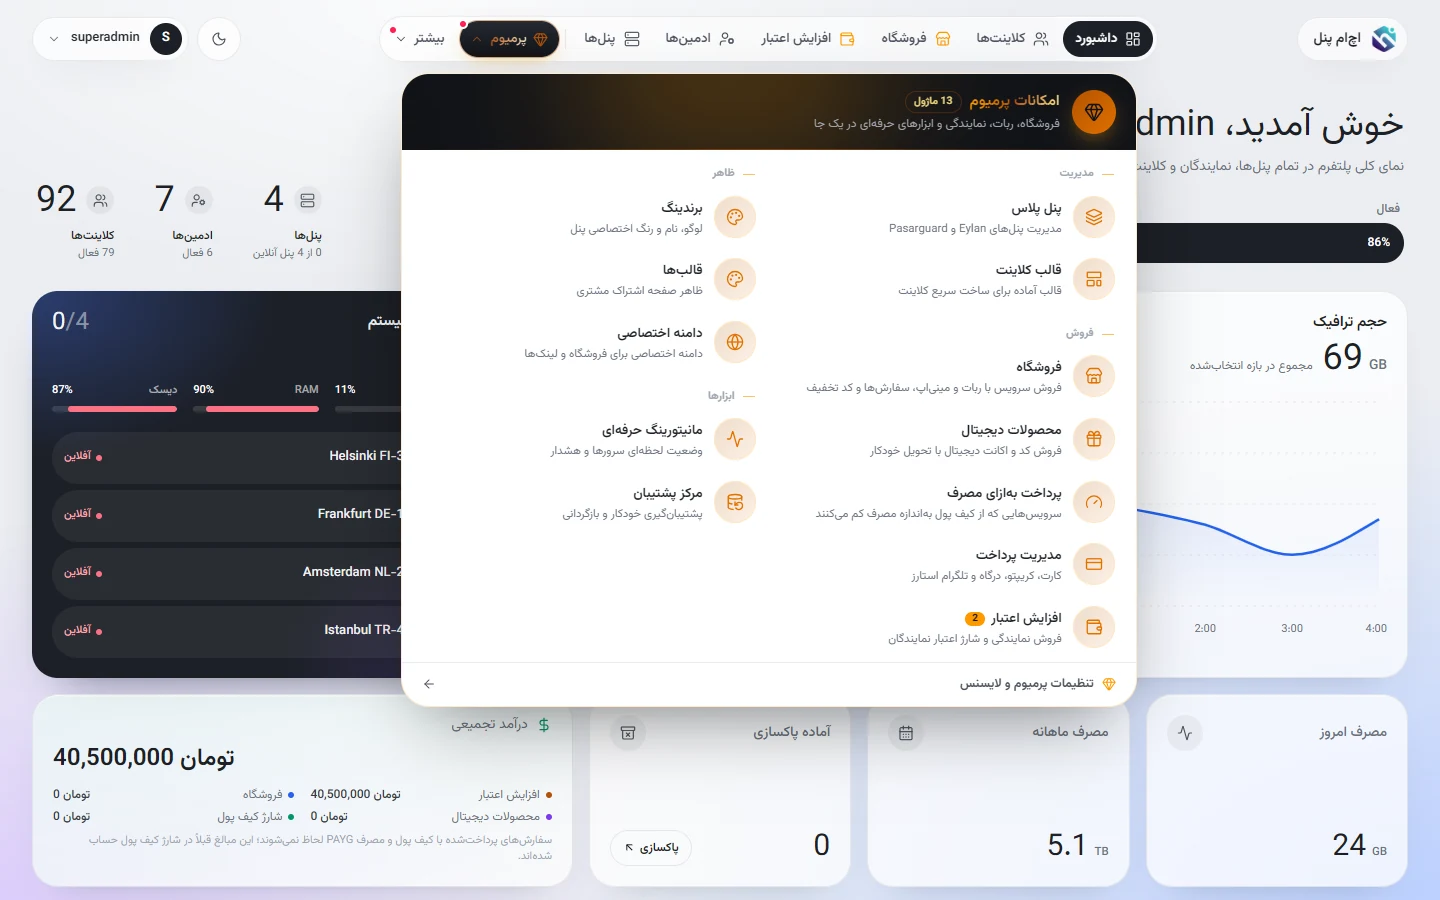 اچ‌ام پنل
داشبورد
کلاینت‌ها
فروشگاه
افزایش اعتبار
ادمین‌ها
پنل‌ها
پرمیوم
بیشتر
superadmin
S
امکانات پرمیوم
13 ماژول
فروشگاه، ربات، نمایندگی و ابزارهای حرفه‌ای در یک جا
خوش آمدید، dmin
نمای کلی پلتفرم در تمام پنل‌ها، نمایندگان و کلاینت
فعال
86%
4
پنل‌ها
0 از 4 پنل آنلاین
7
ادمین‌ها
6 فعال
92
کلاینت‌ها
79 فعال
مدیریت
پنل پلاس
مدیریت پنل‌های Eylan و Pasarguard
قالب کلاینت
قالب آماده برای ساخت سریع کلاینت
فروش
فروشگاه
فروش سرویس با ربات و مینی‌اپ، سفارش‌ها و کد تخفیف
محصولات دیجیتال
فروش کد و اکانت دیجیتال با تحویل خودکار
پرداخت به‌ازای مصرف
سرویس‌هایی که از کیف پول به‌اندازه مصرف کم می‌کنند
مدیریت پرداخت
کارت، کریپتو، درگاه و تلگرام استارز
افزایش اعتبار 2
فروش نمایندگی و شارژ اعتبار نمایندگان
ظاهر
برندینگ
لوگو، نام و رنگ اختصاصی پنل
قالب‌ها
ظاهر صفحه اشتراک مشتری
دامنه اختصاصی
دامنه اختصاصی برای فروشگاه و لینک‌ها
ابزارها
مانیتورینگ حرفه‌ای
وضعیت لحظه‌ای سرورها و هشدار
مرکز پشتیبان
پشتیبان‌گیری خودکار و بازگردانی
تنظیمات پرمیوم و لایسنس
حجم ترافیک
69 GB
مجموع در بازه انتخاب‌شده
2:00
3:00
4:00
یستم
0/4
11%
RAM
90%
دیسک
87%
Helsinki FI-3
آفلاین
Frankfurt DE-1
آفلاین
Amsterdam NL-2
آفلاین
Istanbul TR-4
آفلاین
مصرف امروز
24 GB
مصرف ماهانه
5.1 TB
آماده پاکسازی
0
پاکسازی
درآمد تجمیعی
40,500,000 تومان
افزایش اعتبار
40,500,000 تومان
فروشگاه
0 تومان
محصولات دیجیتال
0 تومان
شارژ کیف پول
0 تومان
سفارش‌های پرداخت‌شده با کیف پول و مصرف PAYG لحاظ نمی‌شوند؛ این مبالغ قبلاً در شارژ کیف پول حساب
شده‌اند.